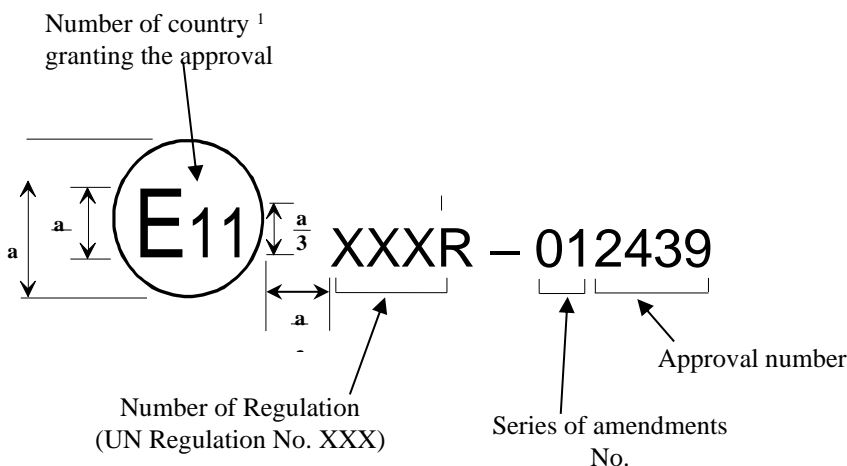 Number of country 1
granting the approval
a
a
E11
a
3
XXXR – 012439
a
Approval number
Number of Regulation
(UN Regulation No. XXX)
Series of amendments
No.